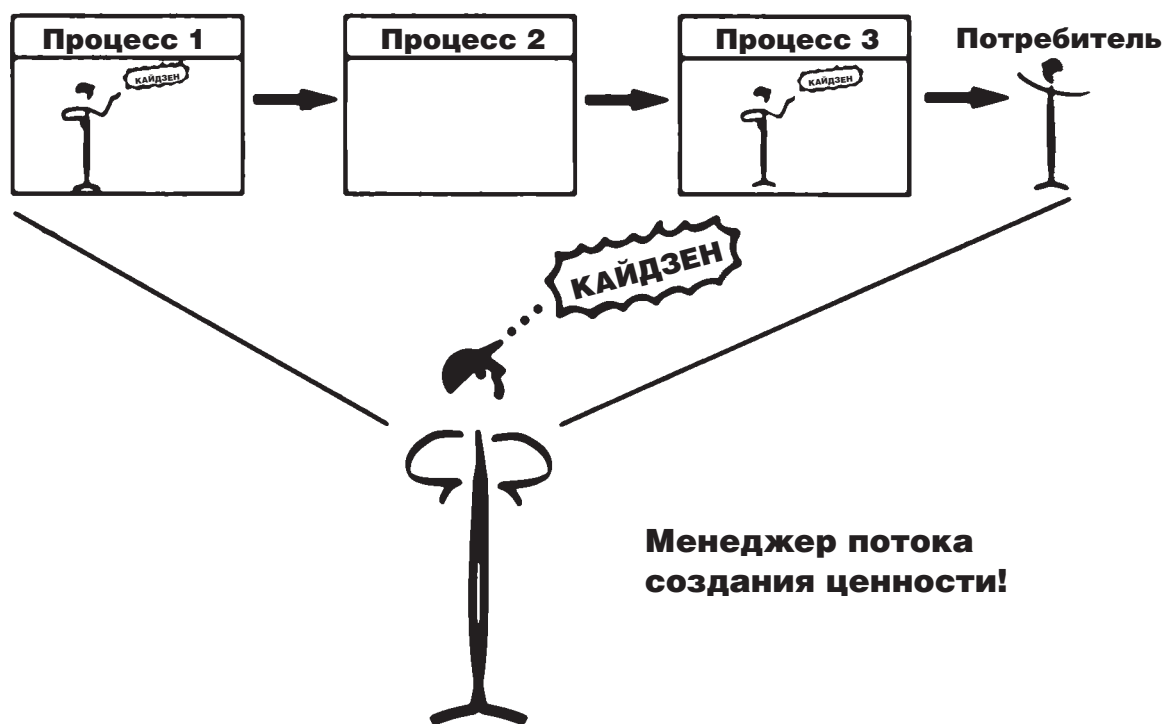 Процесс 1
Процесс 2
Процесс 3
Потребитель
КАЙДЗЕН
КАЙДЗЕН
КАЙДЗЕН
Менеджер потока
создания ценности!